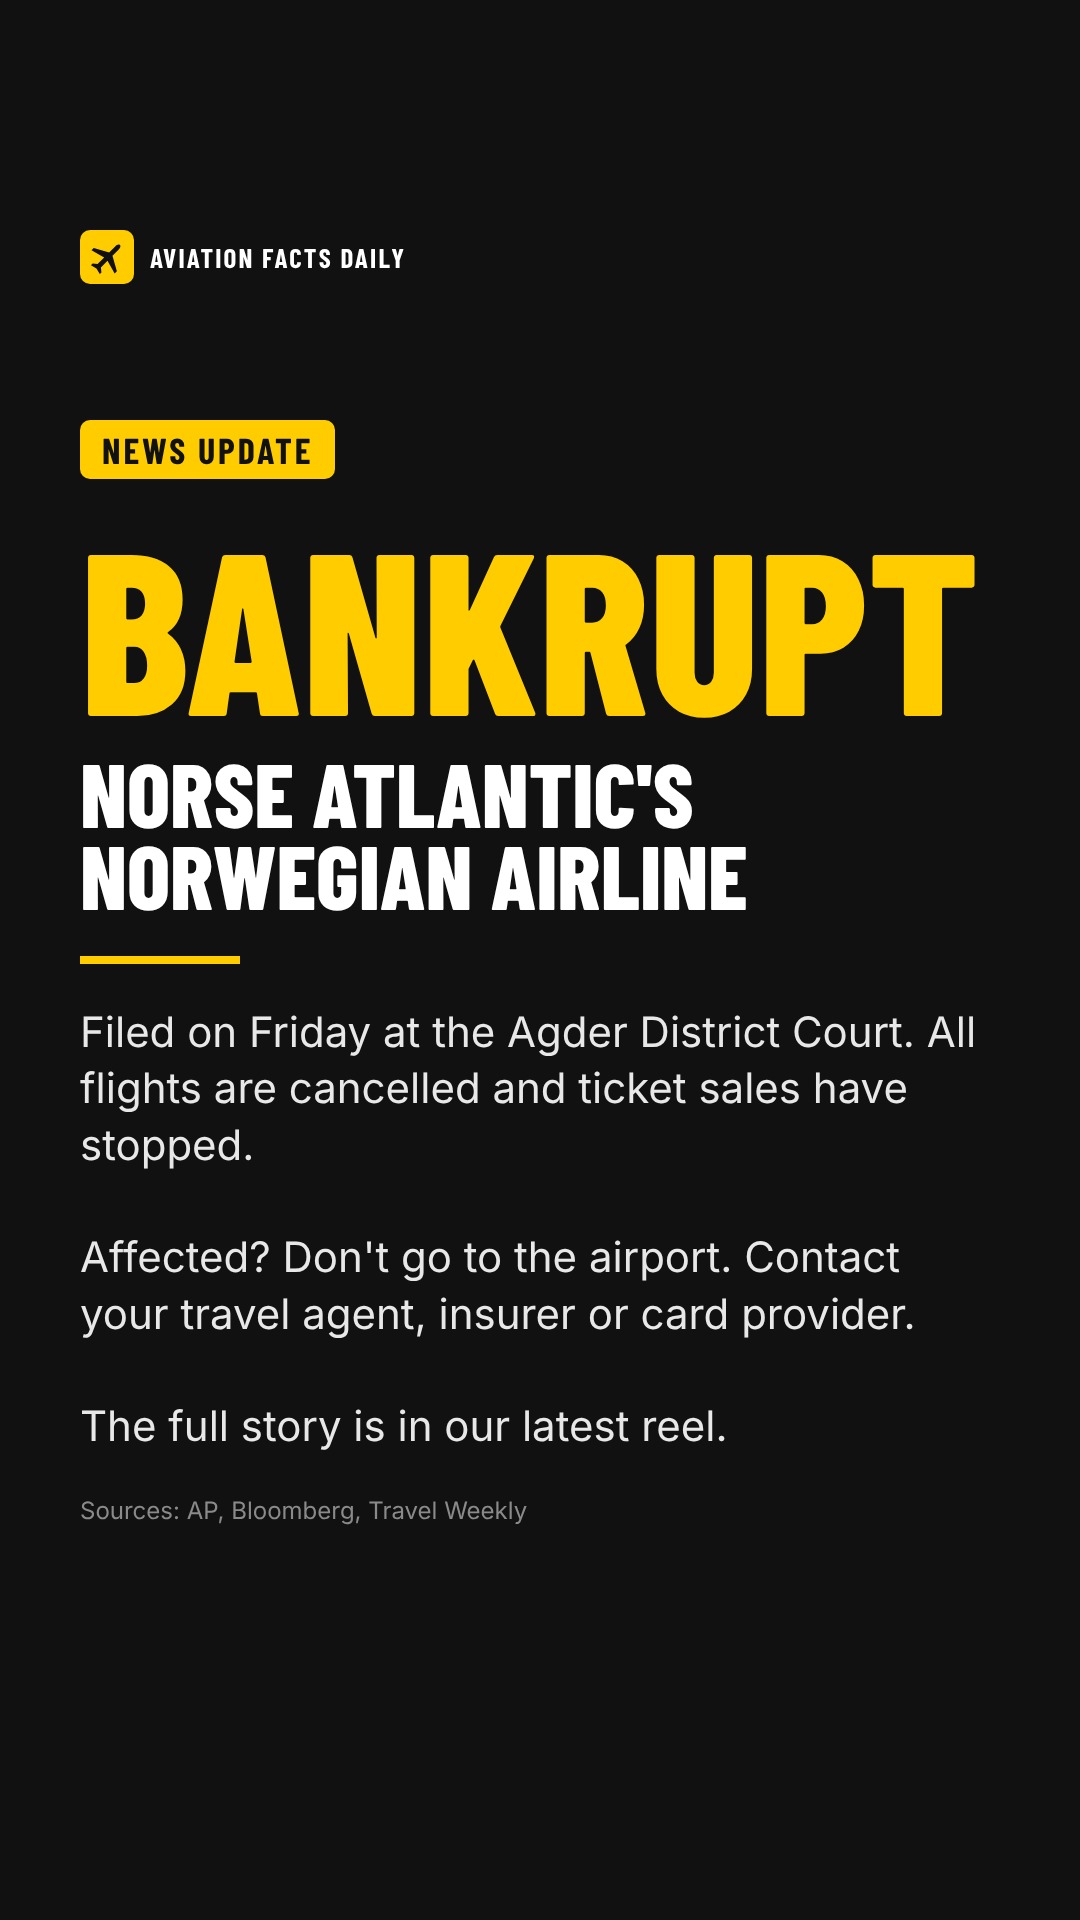 AVIATION FACTS DAILY
NEWS UPDATE
BANKRUPT
NORSE ATLANTIC'S
NORWEGIAN AIRLINE
Filed on Friday at the Agder District Court. All
flights are cancelled and ticket sales have
stopped.
Affected? Don't go to the airport. Contact
your travel agent, insurer or card provider.
The full story is in our latest reel.
Sources: AP, Bloomberg, Travel Weekly